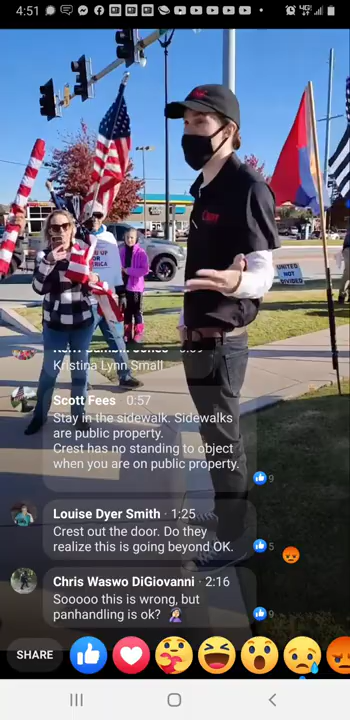 4:51
UNITED
NOT DIVIDED
Kristina Lynn Small
Scott Fees · 0:57
Stay in the sidewalk. Sidewalks
are public property.
Crest has no standing to object
when you are on public property.
9
Louise Dyer Smith · 1:25
Crest out the door. Do they
realize this is going beyond OK.
5
Chris Waswo DiGiovanni · 2:16
Sooooo this is wrong, but
panhandling is ok? 🤦‍♀️
9
SHARE